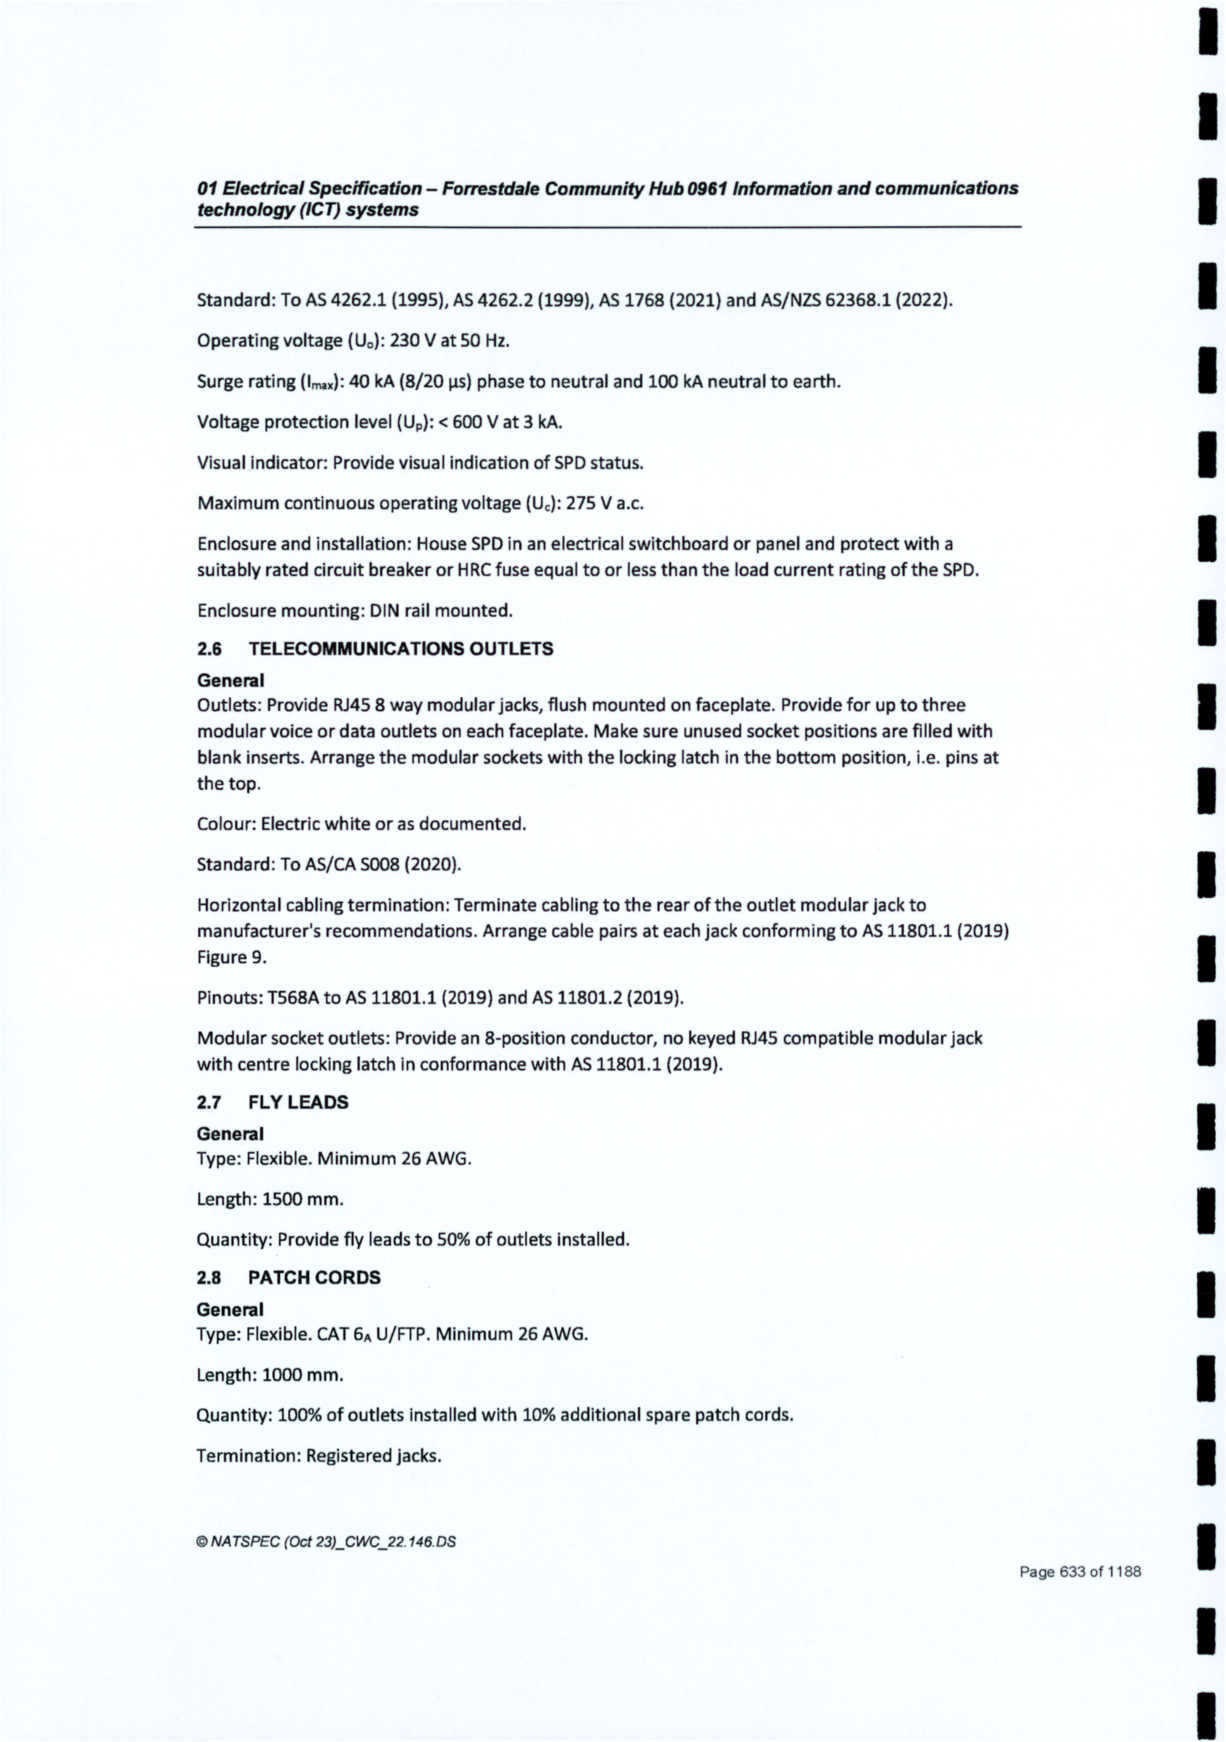 01 Electrical Specification – Forrestdale Community Hub 0961 Information and communications
technology (ICT) systems
Standard: To AS 4262.1 (1995), AS 4262.2 (1999), AS 1768 (2021) and AS/NZS 62368.1 (2022).
Operating voltage (Uₒ): 230 V at 50 Hz.
Surge rating (Iₘₐₓ): 40 kA (8/20 µs) phase to neutral and 100 kA neutral to earth.
Voltage protection level (Uₚ): < 600 V at 3 kA.
Visual indicator: Provide visual indication of SPD status.
Maximum continuous operating voltage (U꜀): 275 V a.c.
Enclosure and installation: House SPD in an electrical switchboard or panel and protect with a
suitably rated circuit breaker or HRC fuse equal to or less than the load current rating of the SPD.
Enclosure mounting: DIN rail mounted.
2.6 TELECOMMUNICATIONS OUTLETS
General
Outlets: Provide RJ45 8 way modular jacks, flush mounted on faceplate. Provide for up to three
modular voice or data outlets on each faceplate. Make sure unused socket positions are filled with
blank inserts. Arrange the modular sockets with the locking latch in the bottom position, i.e. pins at
the top.
Colour: Electric white or as documented.
Standard: To AS/CA S008 (2020).
Horizontal cabling termination: Terminate cabling to the rear of the outlet modular jack to
manufacturer's recommendations. Arrange cable pairs at each jack conforming to AS 11801.1 (2019)
Figure 9.
Pinouts: T568A to AS 11801.1 (2019) and AS 11801.2 (2019).
Modular socket outlets: Provide an 8-position conductor, no keyed RJ45 compatible modular jack
with centre locking latch in conformance with AS 11801.1 (2019).
2.7 FLY LEADS
General
Type: Flexible. Minimum 26 AWG.
Length: 1500 mm.
Quantity: Provide fly leads to 50% of outlets installed.
2.8 PATCH CORDS
General
Type: Flexible. CAT 6A U/FTP. Minimum 26 AWG.
Length: 1000 mm.
Quantity: 100% of outlets installed with 10% additional spare patch cords.
Termination: Registered jacks.
© NATSPEC (Oct 23)_CWC_22.146.DS
Page 633 of 1188